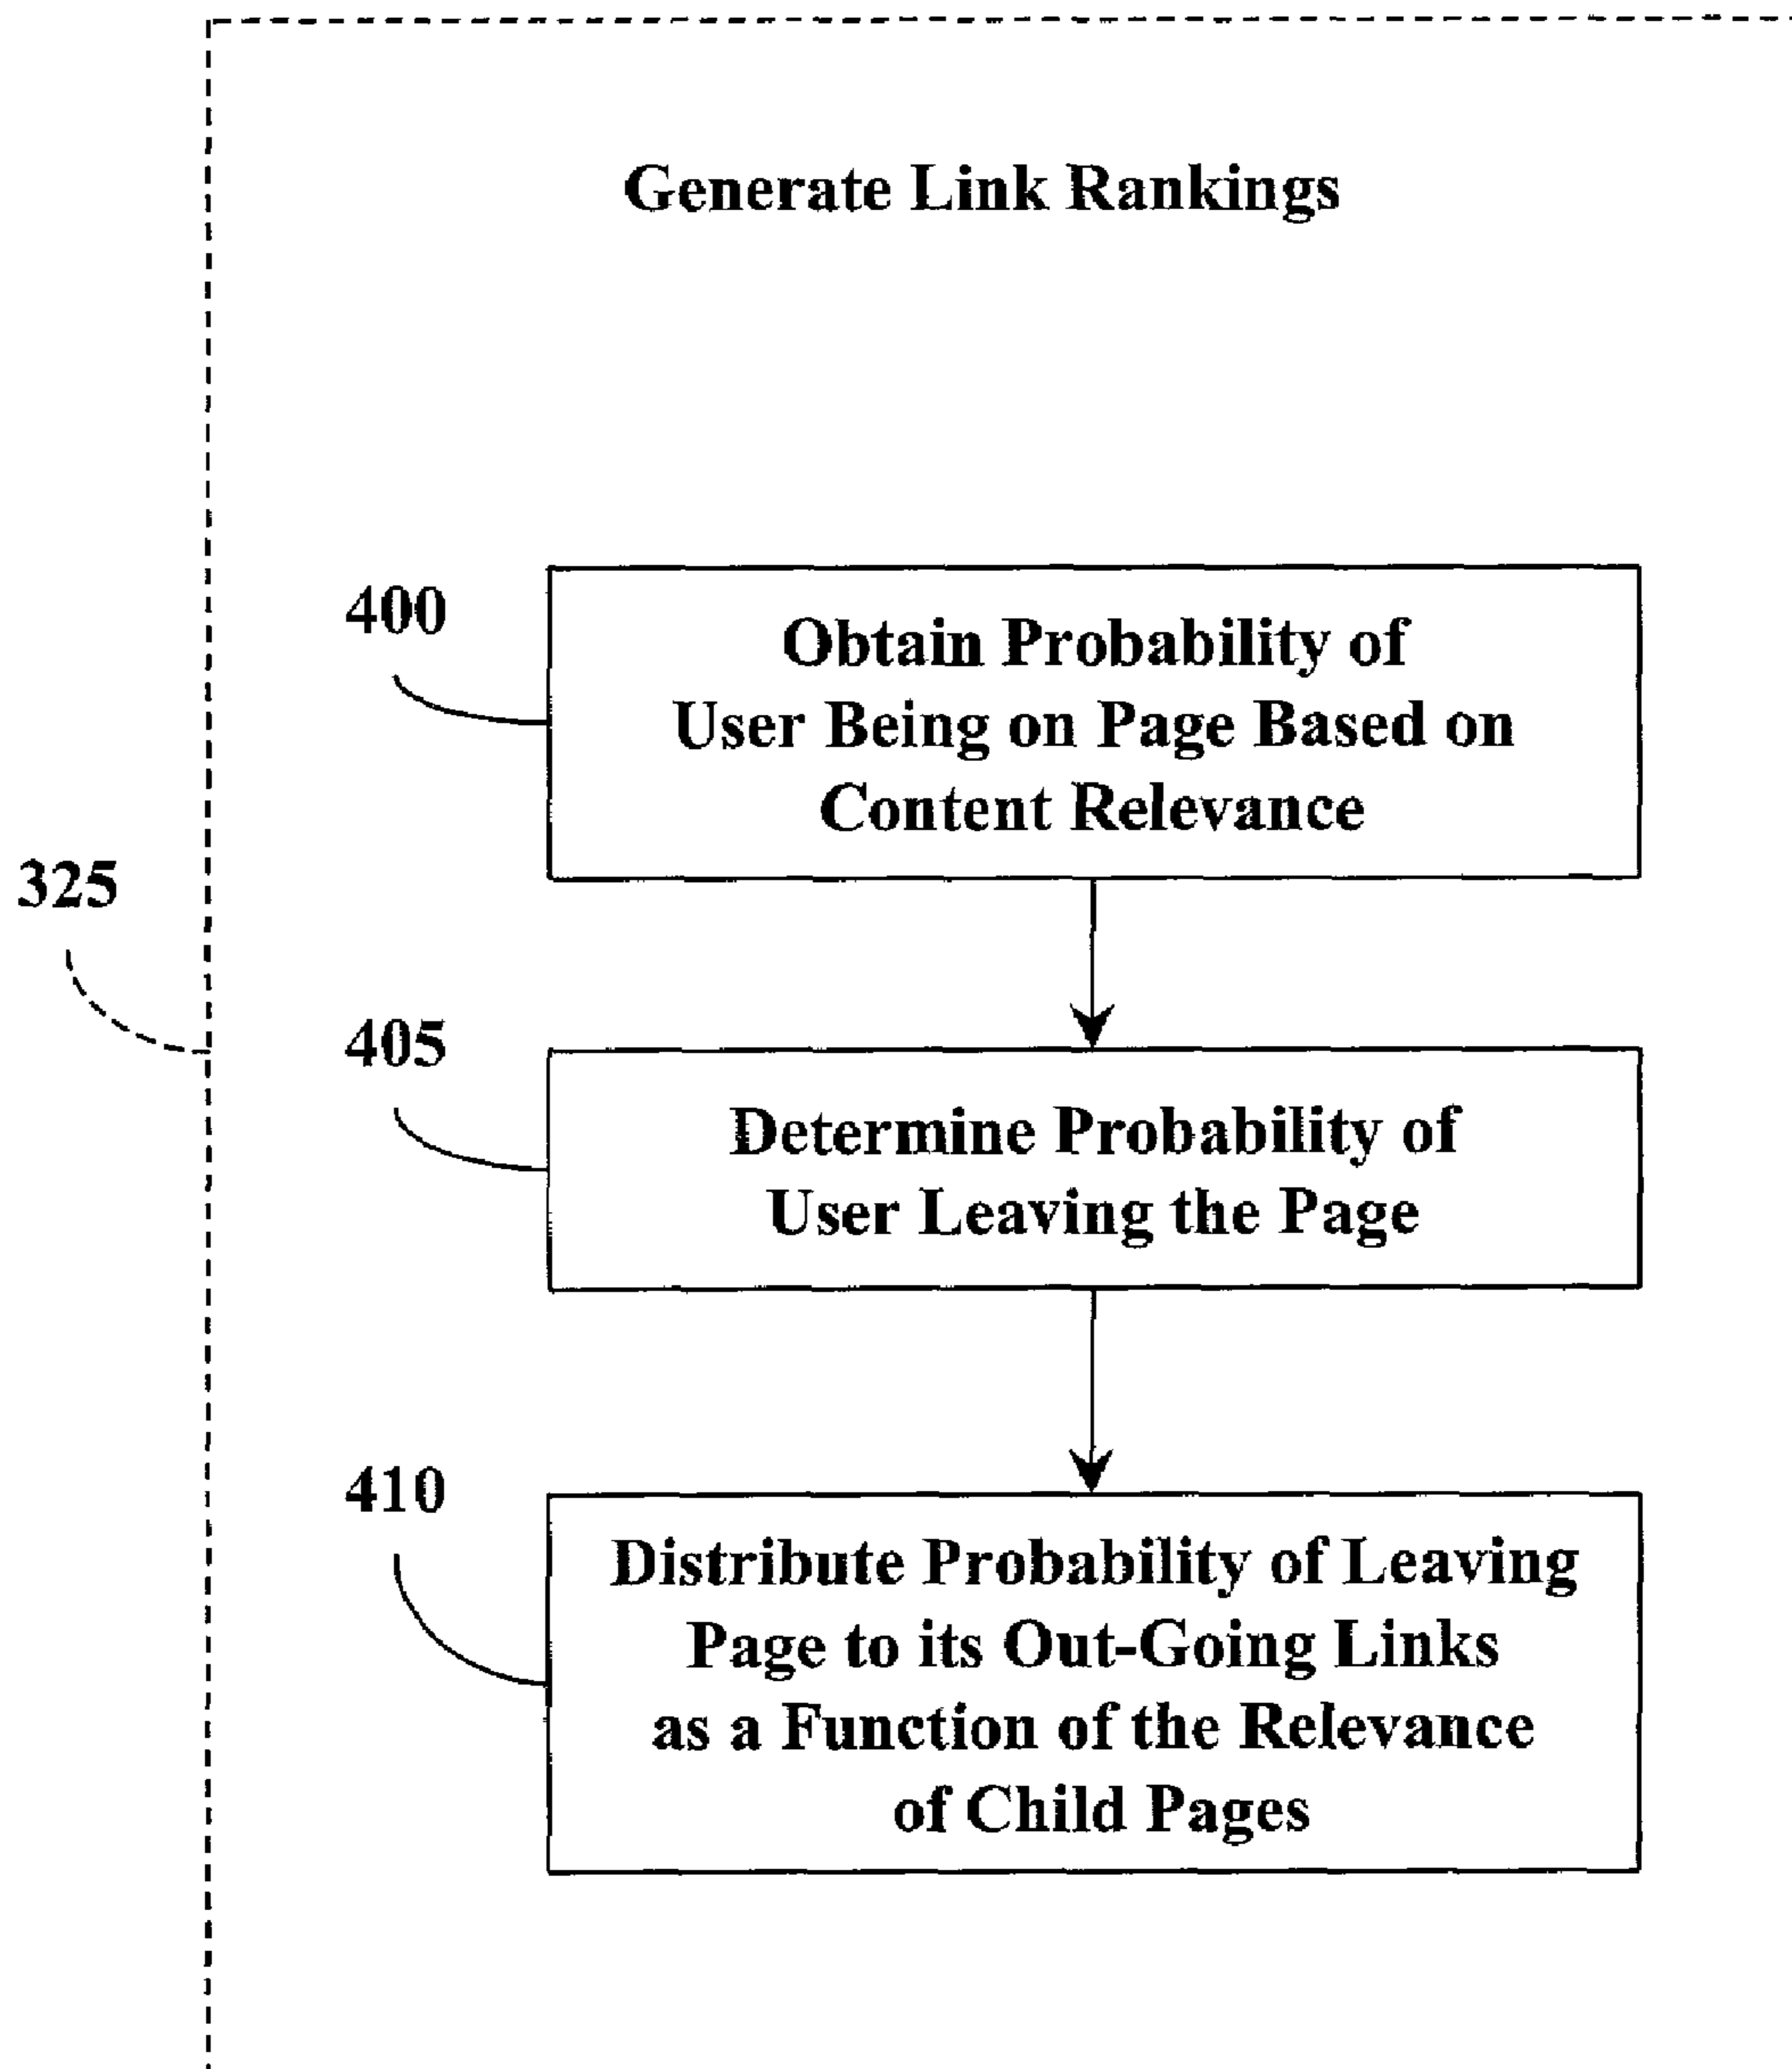 Generate Link Rankings
400
Obtain Probability of
User Being on Page Based on
Content Relevance
325
405
Determine Probability of
User Leaving the Page
410
Distribute Probability of Leaving
Page to its Out-Going Links
as a Function of the Relevance
of Child Pages